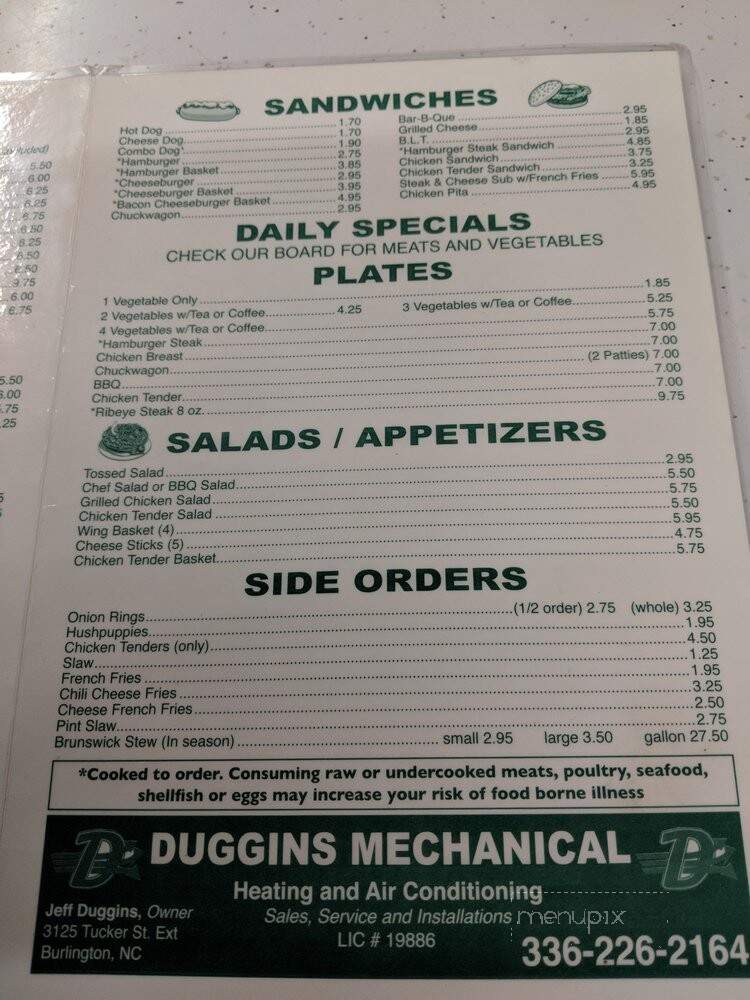 SANDWICHES
Hot Dog 1.70
Cheese Dog 1.70
Combo Dog* 1.90
*Hamburger 2.75
*Hamburger Basket 3.85
*Cheeseburger 2.95
*Cheeseburger Basket 3.95
*Bacon Cheeseburger Basket 4.95
Chuckwagon 2.95
Bar-B-Que 2.95
Grilled Cheese 1.85
B.L.T. 2.95
*Hamburger Steak Sandwich 4.85
Chicken Sandwich 3.75
Chicken Tender Sandwich 3.25
Steak & Cheese Sub w/French Fries 5.95
Chicken Pita 4.95
DAILY SPECIALS
CHECK OUR BOARD FOR MEATS AND VEGETABLES
PLATES
1 Vegetable Only 1.85
2 Vegetables w/Tea or Coffee 4.25 3 Vegetables w/Tea or Coffee 5.25
4 Vegetables w/Tea or Coffee 5.75
*Hamburger Steak 7.00
Chicken Breast 7.00
Chuckwagon (2 Patties) 7.00
BBQ 7.00
Chicken Tender 7.00
*Ribeye Steak 8 oz. 9.75
SALADS / APPETIZERS
Tossed Salad 2.95
Chef Salad or BBQ Salad 5.50
Grilled Chicken Salad 5.75
Chicken Tender Salad 5.50
Wing Basket (4) 5.95
Cheese Sticks (5) 4.75
Chicken Tender Basket 5.75
SIDE ORDERS
Onion Rings (1/2 order) 2.75 (whole) 3.25
Hushpuppies 1.95
Chicken Tenders (only) 4.50
Slaw 1.25
French Fries 1.95
Chili Cheese Fries 3.25
Cheese French Fries 2.50
Pint Slaw 2.75
Brunswick Stew (In season) small 2.95 large 3.50 gallon 27.50
*Cooked to order. Consuming raw or undercooked meats, poultry, seafood,
shellfish or eggs may increase your risk of food borne illness
DUGGINS MECHANICAL
Heating and Air Conditioning
Sales, Service and Installations
LIC # 19886
Jeff Duggins, Owner
3125 Tucker St. Ext
Burlington, NC
336-226-2164
menupix